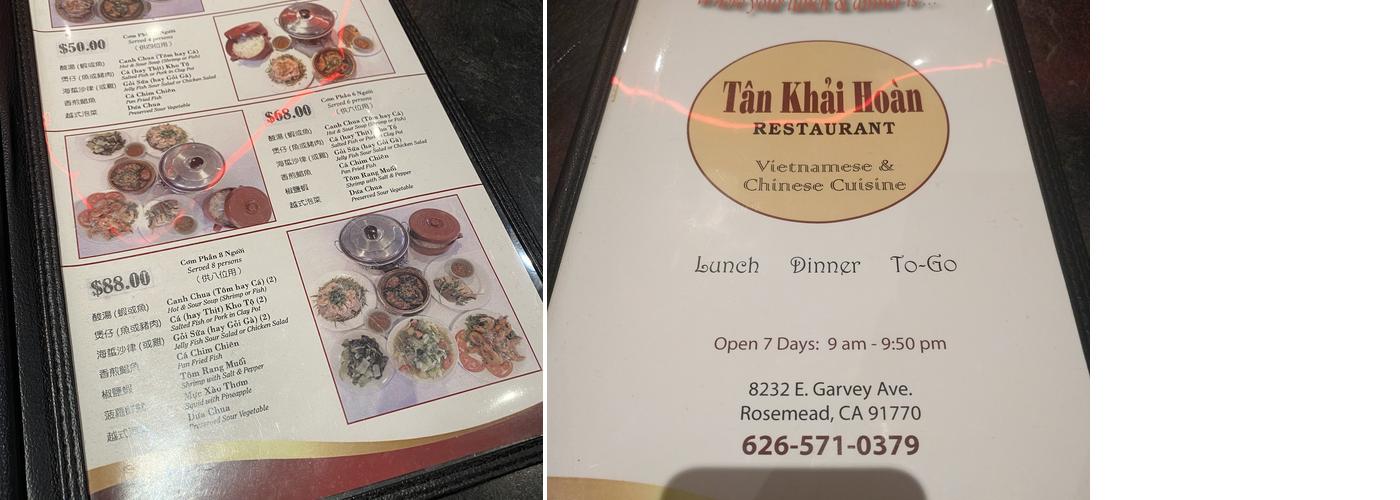 $50.00
Served 4 persons
(供四位用)
酸湯 (蝦或魚)
Canh Chua (Tôm hay Cá)
Hot & Sour Soup (Shrimp or Fish)
煲仔 (魚或豬肉)
Cá (hay Thịt) Kho Tộ
Salted Fish or Pork in Clay Pot
海蜇沙律 (或雞)
Gỏi Sứa (hay Gỏi Gà)
Jelly Fish Sour Salad or Chicken Salad
香煎鯧魚
Cá Chim Chiên
Pan Fried Fish
越式泡菜
Dưa Chua
Preserved Sour Vegetable
$68.00
Cơm Phần 6 Người
Served 6 persons
(供六位用)
酸湯 (蝦或魚)
Canh Chua (Tôm hay Cá)
Hot & Sour Soup (Shrimp or Fish)
煲仔 (魚或豬肉)
Cá (hay Thịt) Kho Tộ
Salted Fish or Pork in Clay Pot
海蜇沙律 (或雞)
Gỏi Sứa (hay Gỏi Gà)
Jelly Fish Sour Salad or Chicken Salad
香煎鯧魚
Cá Chim Chiên
Pan Fried Fish
椒鹽蝦
Tôm Rang Muối
Shrimp with Salt & Pepper
越式泡菜
Dưa Chua
Preserved Sour Vegetable
$88.00
Cơm Phần 8 Người
Served 8 persons
(供八位用)
酸湯 (蝦或魚)
Canh Chua (Tôm hay Cá) (2)
Hot & Sour Soup (Shrimp or Fish)
煲仔 (魚或豬肉)
Cá (hay Thịt) Kho Tộ (2)
Salted Fish or Pork in Clay Pot
海蜇沙律 (或雞)
Gỏi Sứa (hay Gỏi Gà) (2)
Jelly Fish Sour Salad or Chicken Salad
香煎鯧魚
Cá Chim Chiên
Pan Fried Fish
椒鹽蝦
Tôm Rang Muối
Shrimp with Salt & Pepper
Mực Xào Thơm
Squid with Pineapple
越式
Dưa Chua
Preserved Sour Vegetable
Where your lunch & dinner is...
Tân Khải Hoàn
RESTAURANT
Vietnamese &
Chinese Cuisine
Lunch Dinner To-Go
Open 7 Days: 9 am - 9:50 pm
8232 E. Garvey Ave.
Rosemead, CA 91770
626-571-0379